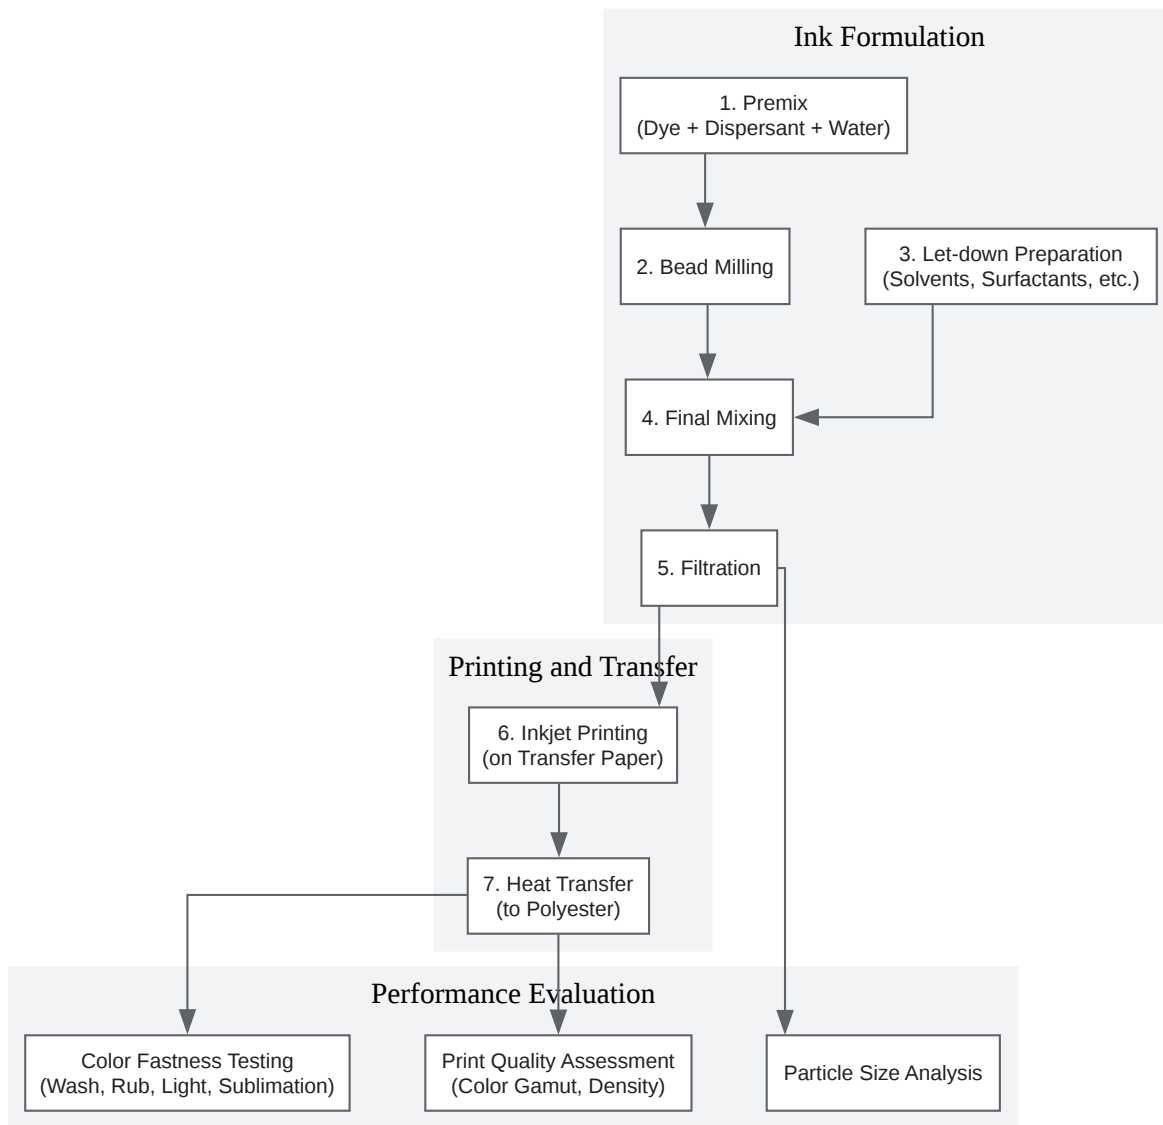 Ink Formulation
1. Premix
(Dye + Dispersant + Water)
2. Bead Milling
3. Let-down Preparation
(Solvents, Surfactants, etc.)
4. Final Mixing
5. Filtration
Printing and Transfer
6. Inkjet Printing
(on Transfer Paper)
7. Heat Transfer
(to Polyester)
Performance Evaluation
Color Fastness Testing
(Wash, Rub, Light, Sublimation)
Print Quality Assessment
(Color Gamut, Density)
Particle Size Analysis